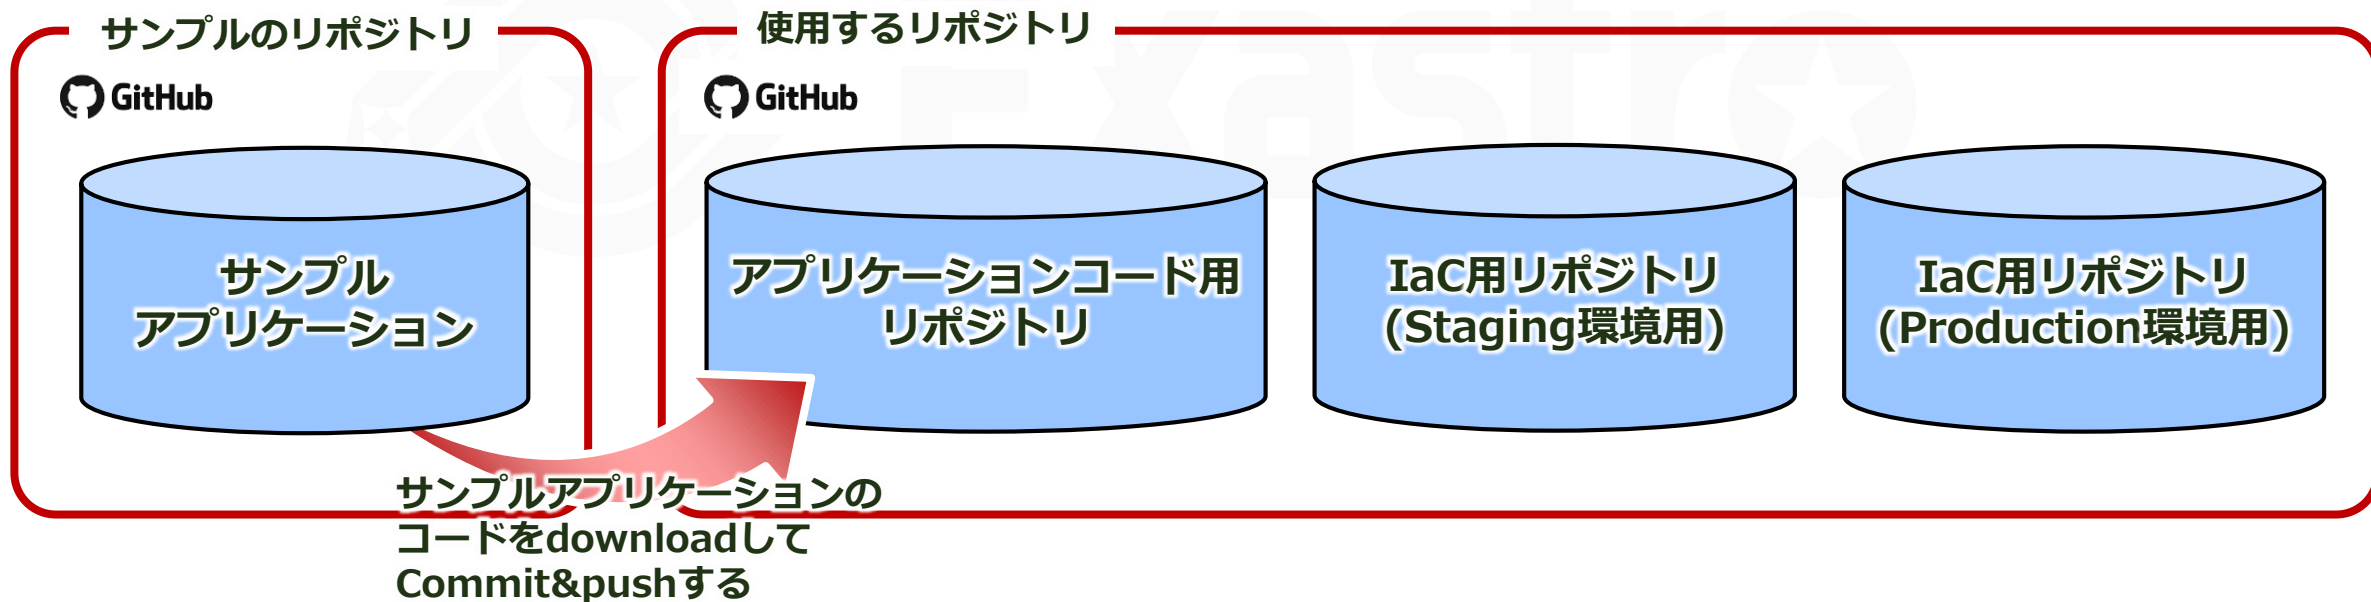 サンプルのリポジトリ
GitHub
サンプル
アプリケーション
使用するリポジトリ
GitHub
アプリケーションコード用
リポジトリ
IaC用リポジトリ
(Staging環境用)
IaC用リポジトリ
(Production環境用)
サンプルアプリケーションの
コードをdownloadして
Commit&pushする
Exastro